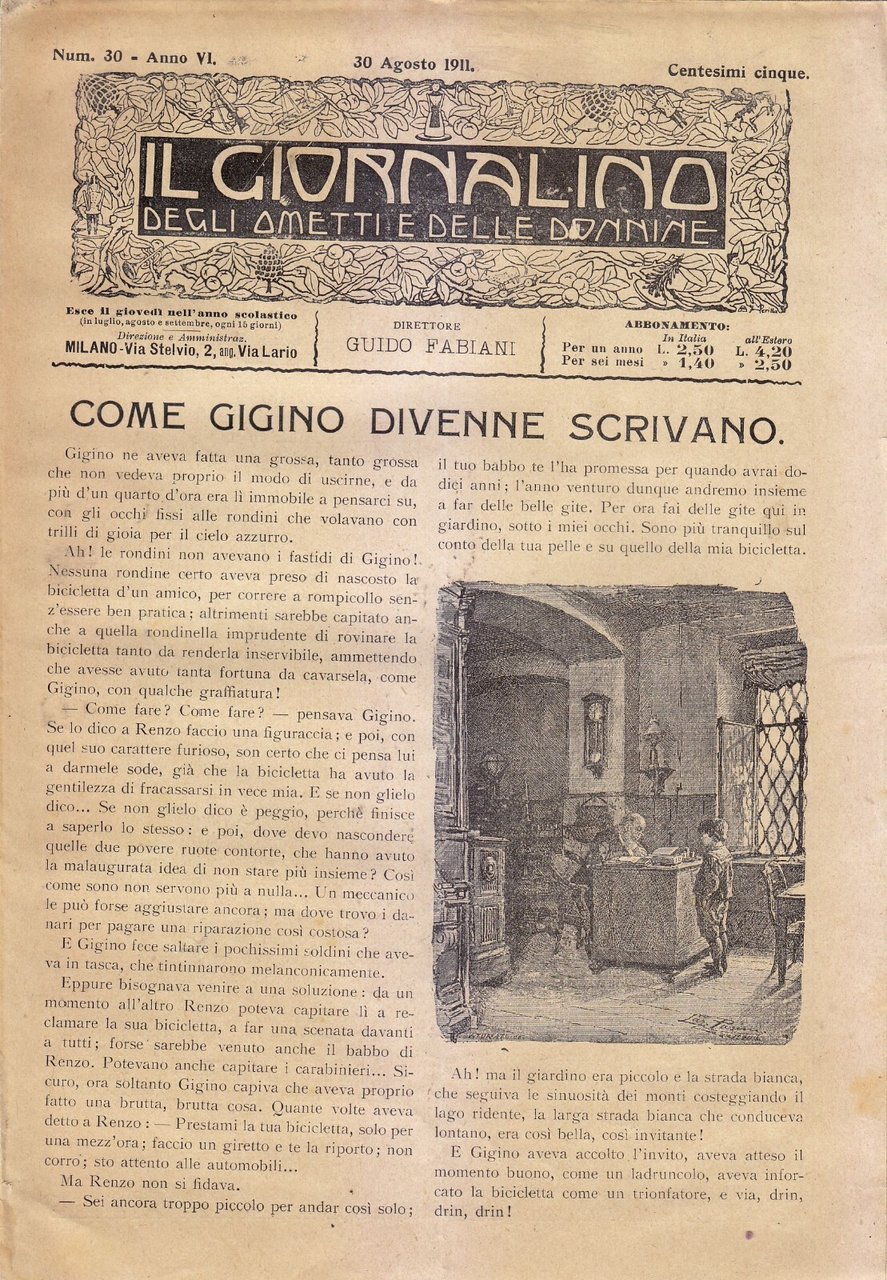 Num. 30 - Anno VI.
30 Agosto 1911.
Centesimi cinque.
IL GIORNALINO
DEGLI OMETTI E DELLE DONNINE
Esce il giovedì nell'anno scolastico
(in luglio, agosto e settembre, ogni 15 giorni)
Direzione e Amministraz.
MILANO-Via Stelvio, 2, ang. Via Lario
DIRETTORE
GUIDO FABIANI
ABBONAMENTO:
In Italia all'Estero
Per un anno L. 2,50 L. 4,20
Per sei mesi » 1,40 » 2,50
COME GIGINO DIVENNE SCRIVANO.
Gigino ne aveva fatta una grossa, tanto grossa
che non vedeva proprio il modo di uscirne, e da
più d'un quarto d'ora era lì immobile a pensarci su,
con gli occhi fissi alle rondini che volavano con
trilli di gioia per il cielo azzurro.
Ah! le rondini non avevano i fastidi di Gigino!
Nessuna rondine certo aveva preso di nascosto la
bicicletta d'un amico, per correre a rompicollo sen-
z'essere ben pratica; altrimenti sarebbe capitato an-
che a quella rondinella imprudente di rovinare la
bicicletta tanto da renderla inservibile, ammettendo
che avesse avuto tanta fortuna da cavarsela, come
Gigino, con qualche graffiatura!
— Come fare? Come fare? — pensava Gigino.
Se lo dico a Renzo faccio una figuraccia; e poi, con
quel suo carattere furioso, son certo che ci pensa lui
a darmele sode, già che la bicicletta ha avuto la
gentilezza di fracassarsi in vece mia. E se non glielo
dico... Se non glielo dico è peggio, perchè finisce
a saperlo lo stesso: e poi, dove devo nascondere
quelle due povere ruote contorte, che hanno avuto
la malaugurata idea di non stare più insieme? Così
come sono non servono più a nulla... Un meccanico
le può forse aggiustare ancora; ma dove trovo i da-
nari per pagare una riparazione così costosa?
E Gigino fece saltare i pochissimi soldini che ave-
va in tasca, che tintinnarono melanconicamente.
Eppure bisognava venire a una soluzione: da un
momento all'altro Renzo poteva capitare lì a re-
clamare la sua bicicletta, a far una scenata davanti
a tutti; forse sarebbe venuto anche il babbo di
Renzo. Potevano anche capitare i carabinieri... Si-
curo, ora soltanto Gigino capiva che aveva proprio
fatto una brutta, brutta cosa. Quante volte aveva
detto a Renzo: — Prestami la tua bicicletta, solo per
una mezz'ora; faccio un giretto e te la riporto; non
corro; sto attento alle automobili...
Ma Renzo non si fidava.
— Sei ancora troppo piccolo per andar così solo;
il tuo babbo te l'ha promessa per quando avrai do-
dici anni; l'anno venturo dunque andremo insieme
a far delle belle gite. Per ora fai delle gite qui in
giardino, sotto i miei occhi. Sono più tranquillo sul
conto della tua pelle e su quello della mia bicicletta.
Ah! ma il giardino era piccolo e la strada bianca,
che seguiva le sinuosità dei monti costeggiando il
lago ridente, la larga strada bianca che conduceva
lontano, era così bella, così invitante!
E Gigino aveva accolto l'invito, aveva atteso il
momento buono, come un ladruncolo, aveva infor-
cato la bicicletta come un trionfatore, e via, drin,
drin, drin!